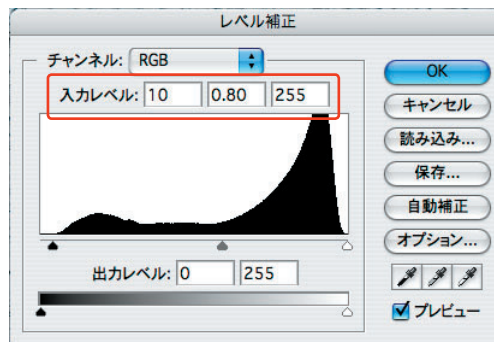 レベル補正
チャンネル: RGB
入力レベル: 10 0.80 255
出力レベル: 0 255
OK
キャンセル
読み込み...
保存...
自動補正
オプション...
プレビュー